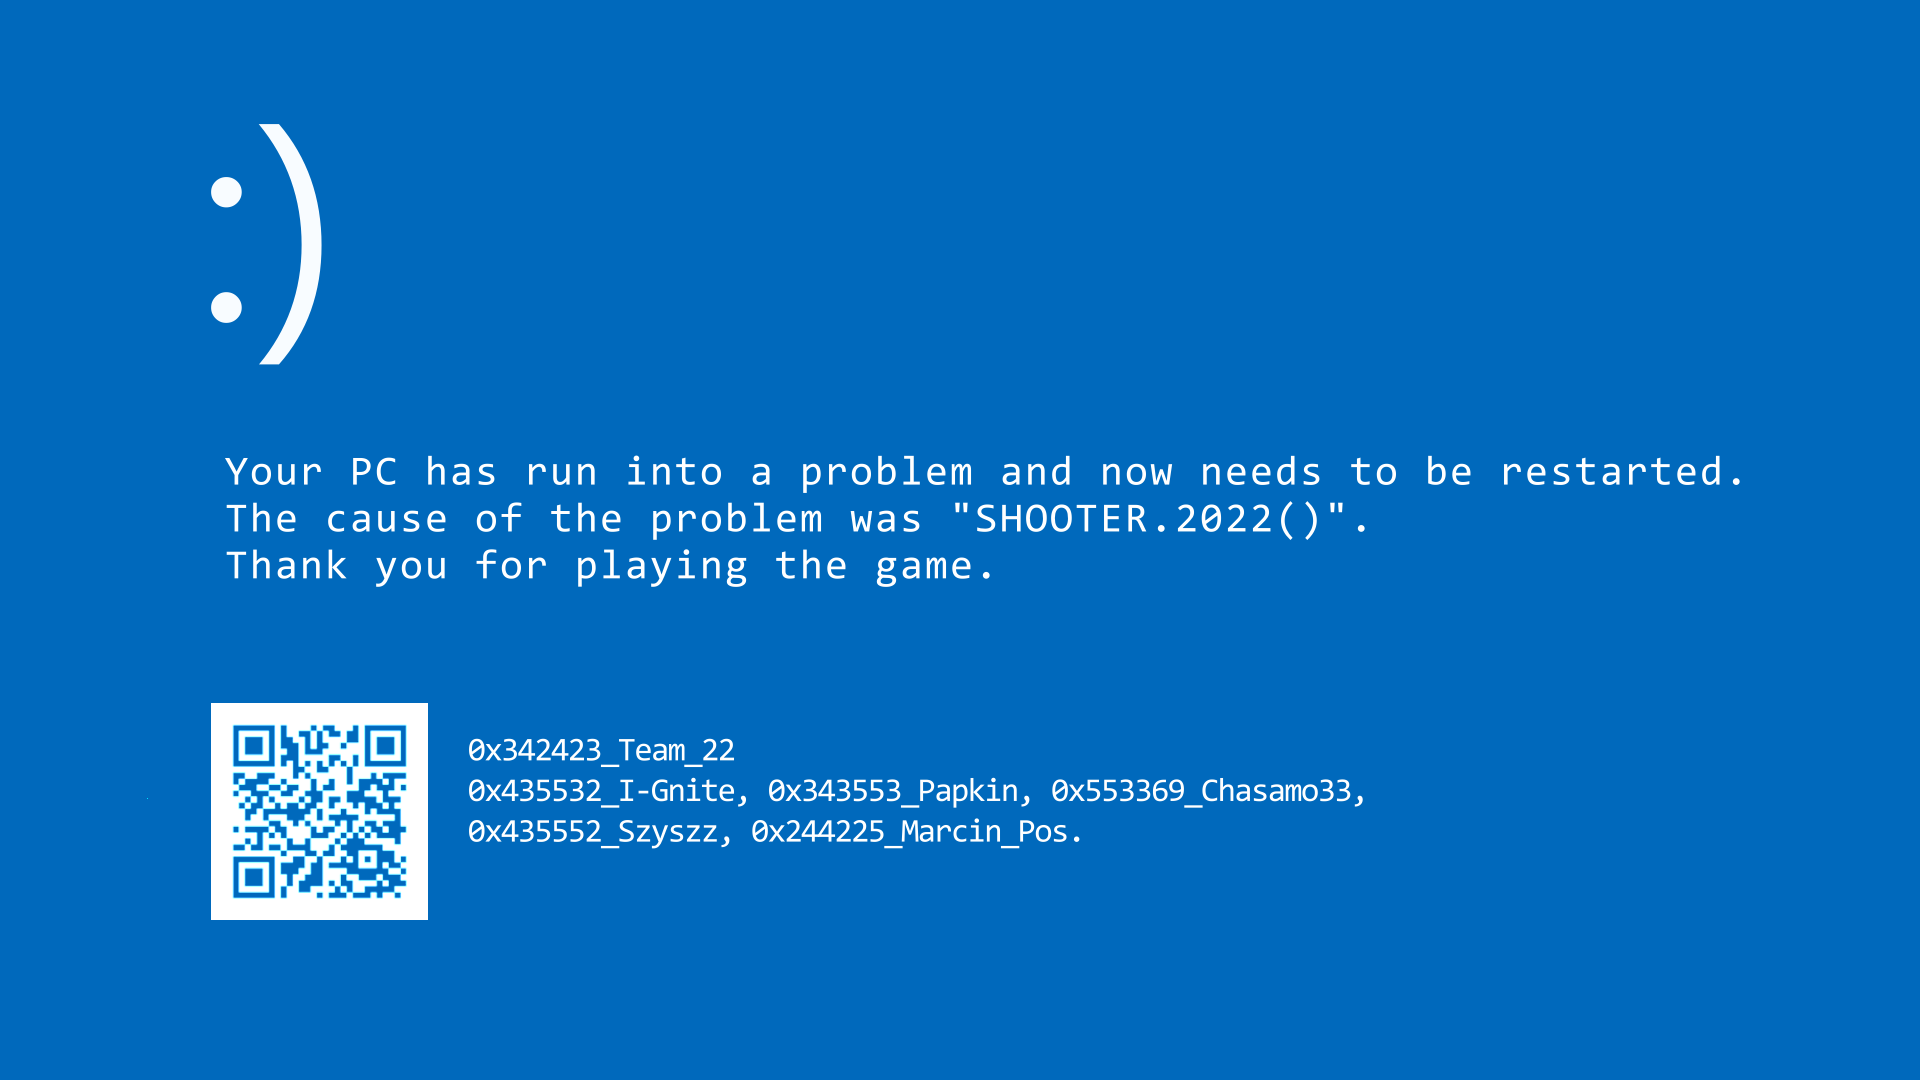 :)
Your PC has run into a problem and now needs to be restarted.
The cause of the problem was "SHOOTER.2022()".
Thank you for playing the game.
0x342423_Team_22
0x435532_I-Gnite, 0x343553_Papkin, 0x553369_Chasamo33,
0x435552_Szyszz, 0x244225_Marcin_Pos.